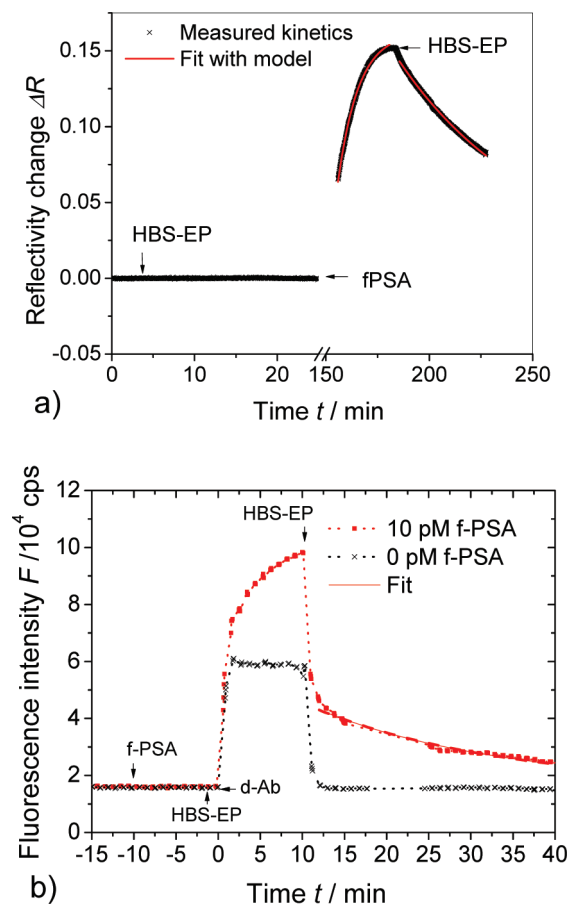 × Measured kinetics
Fit with model
HBS-EP
HBS-EP
fPSA
Reflectivity change ΔR
0.15
0.10
0.05
0.00
-0.05
0 10 20 150 200 250
Time t / min
a)
HBS-EP
10 pM f-PSA
0 pM f-PSA
Fit
f-PSA
HBS-EP
d-Ab
Fluorescence intensity F /10⁴ cps
12
10
8
6
4
2
0
-15 -10 -5 0 5 10 15 20 25 30 35 40
Time t / min
b)